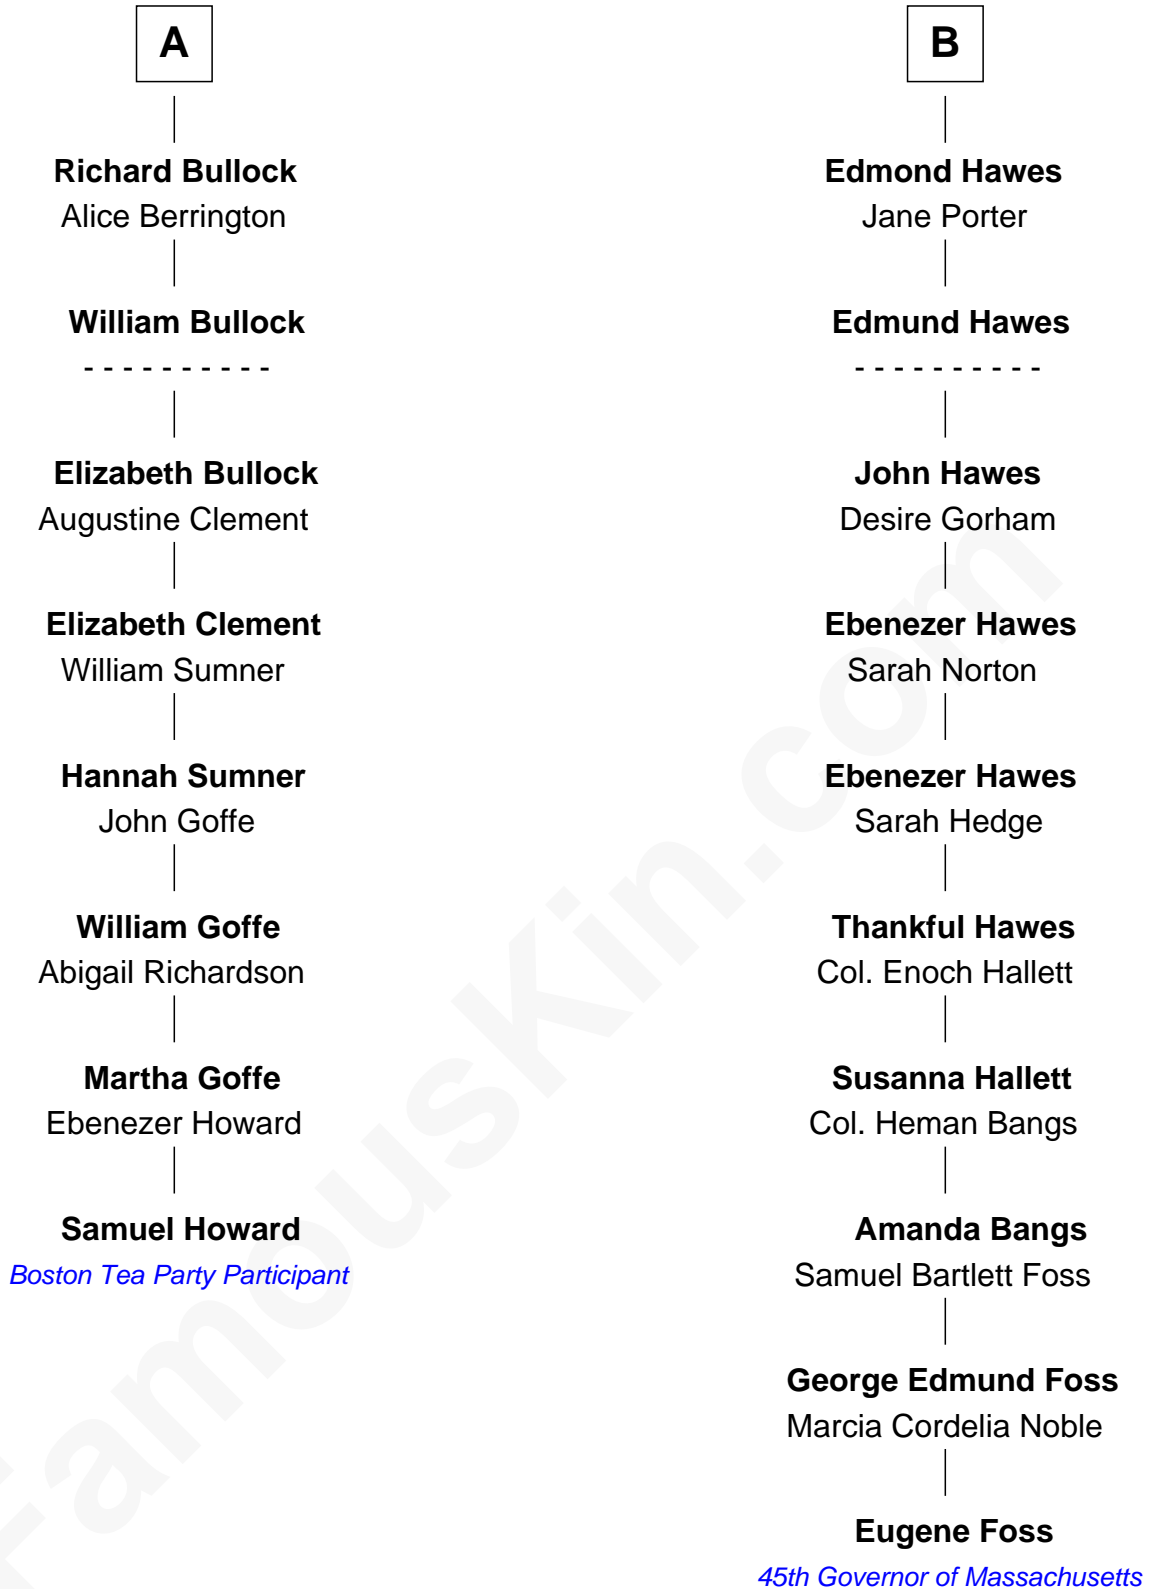 A
Richard Bullock
Alice Berrington
William Bullock
- - - - - - - - - -
Elizabeth Bullock
Augustine Clement
Elizabeth Clement
William Sumner
Hannah Sumner
John Goffe
William Goffe
Abigail Richardson
Martha Goffe
Ebenezer Howard
Samuel Howard
Boston Tea Party Participant
B
Edmond Hawes
Jane Porter
Edmund Hawes
- - - - - - - - - -
John Hawes
Desire Gorham
Ebenezer Hawes
Sarah Norton
Ebenezer Hawes
Sarah Hedge
Thankful Hawes
Col. Enoch Hallett
Susanna Hallett
Col. Heman Bangs
Amanda Bangs
Samuel Bartlett Foss
George Edmund Foss
Marcia Cordelia Noble
Eugene Foss
45th Governor of Massachusetts
FamousKin.com